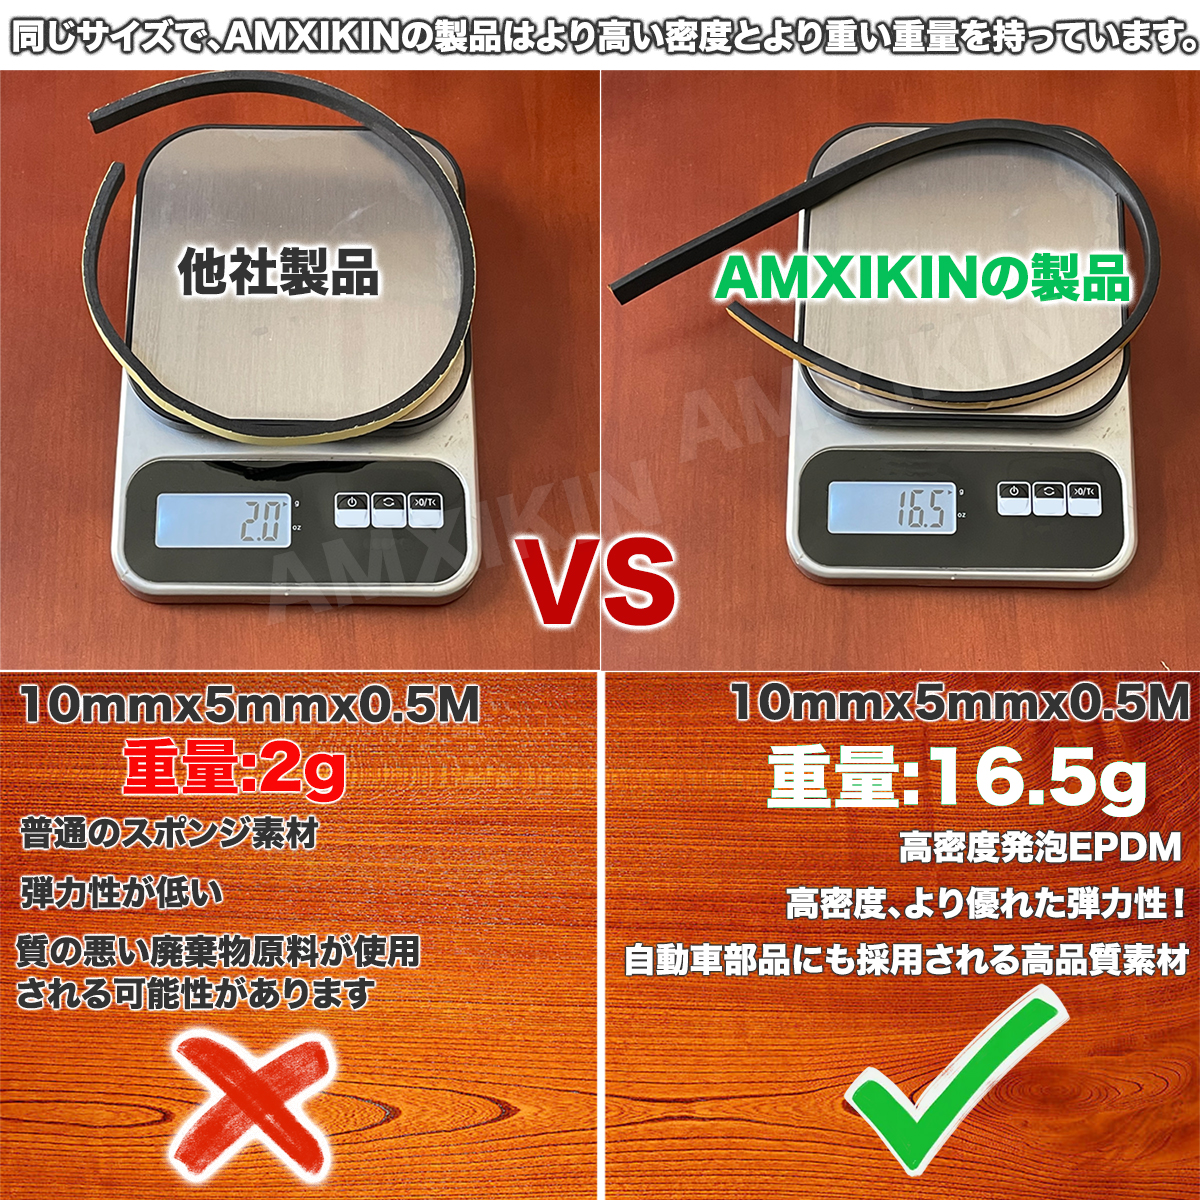 同じサイズで、AMXIKINの製品はより高い密度とより重い重量を持っています。
他社製品
AMXIKINの製品
AMXIKIN
AMXIKIN
2.0
g
oz
>0/T<
16.5
g
oz
>0/T<
VS
10mmx5mmx0.5M
重量:2g
普通のスポンジ素材
弾力性が低い
質の悪い廃棄物原料が使用
される可能性があります
10mmx5mmx0.5M
重量:16.5g
高密度発泡EPDM
高密度、より優れた弾力性!
自動車部品にも採用される高品質素材